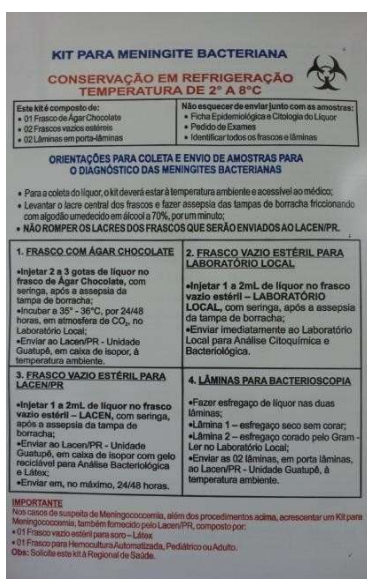 KIT PARA MENINGITE BACTERIANA
CONSERVAÇÃO EM REFRIGERAÇÃO
TEMPERATURA DE 2° A 8°C
Este kit é composto de:
• 01 Frasco de Ágar Chocolate
• 02 Frascos vazios estéreis
• 02 Lâminas em porta-lâminas
Não esquecer de enviar junto com as amostras:
• Ficha Epidemiológica e Citologia do Líquor
• Pedido de Exames
• Identificar todos os frascos e lâminas
ORIENTAÇÕES PARA COLETA E ENVIO DE AMOSTRAS PARA
O DIAGNÓSTICO DAS MENINGITES BACTERIANAS
• Para a coleta do líquor, o kit deverá estar à temperatura ambiente e acessível ao médico;
• Levantar o lacre central dos frascos e fazer assepsia das tampas de borracha friccionando
com algodão umedecido em álcool a 70%, por um minuto;
• NÃO ROMPER OS LACRES DOS FRASCOS QUE SERÃO ENVIADOS AO LACEN/PR.
1. FRASCO COM ÁGAR CHOCOLATE
•Injetar 2 a 3 gotas de líquor no
frasco de Ágar Chocolate, com
seringa, após a assepsia da
tampa de borracha;
•Incubar a 35° - 36°C, por 24/48
horas, em atmosfera de CO₂, no
Laboratório Local;
•Enviar ao Lacen/PR - Unidade
Guatupê, em caixa de isopor, à
temperatura ambiente.
2. FRASCO VAZIO ESTÉRIL PARA
LABORATÓRIO LOCAL
•Injetar 1 a 2mL de líquor no frasco
vazio estéril – LABORATÓRIO
LOCAL, com seringa, após a assepsia
da tampa de borracha;
•Enviar imediatamente ao Laboratório
Local para Análise Citoquímica e
Bacteriológica.
3. FRASCO VAZIO ESTÉRIL PARA
LACEN/PR
•Injetar 1 a 2mL de líquor no frasco
vazio estéril – LACEN, com seringa,
após a assepsia da tampa de
borracha;
•Enviar ao Lacen/PR - Unidade
Guatupê, em caixa de isopor com gelo
reciclável para Análise Bacteriológica
e Látex;
•Enviar em, no máximo, 24/48 horas.
4. LÂMINAS PARA BACTERIOSCOPIA
•Fazer esfregaço de líquor nas duas
lâminas;
•Lâmina 1 – esfregaço seco sem corar;
•Lâmina 2 – esfregaço corado pelo Gram -
Ler no Laboratório Local;
•Enviar as 02 lâminas, em porta lâminas,
ao Lacen/PR - Unidade Guatupê, à
temperatura ambiente.
IMPORTANTE
Nos casos de suspeita de Meningococcemia, além dos procedimentos acima, acrescentar um Kit para
Meningococcemia, também fornecido pelo Lacen/PR, composto por:
• 01 Frasco vazio estéril para soro – Látex
• 01 Frasco para Hemocultura Automatizada, Pediátrico ou Adulto.
Obs: Solicite este kit à Regional de Saúde.